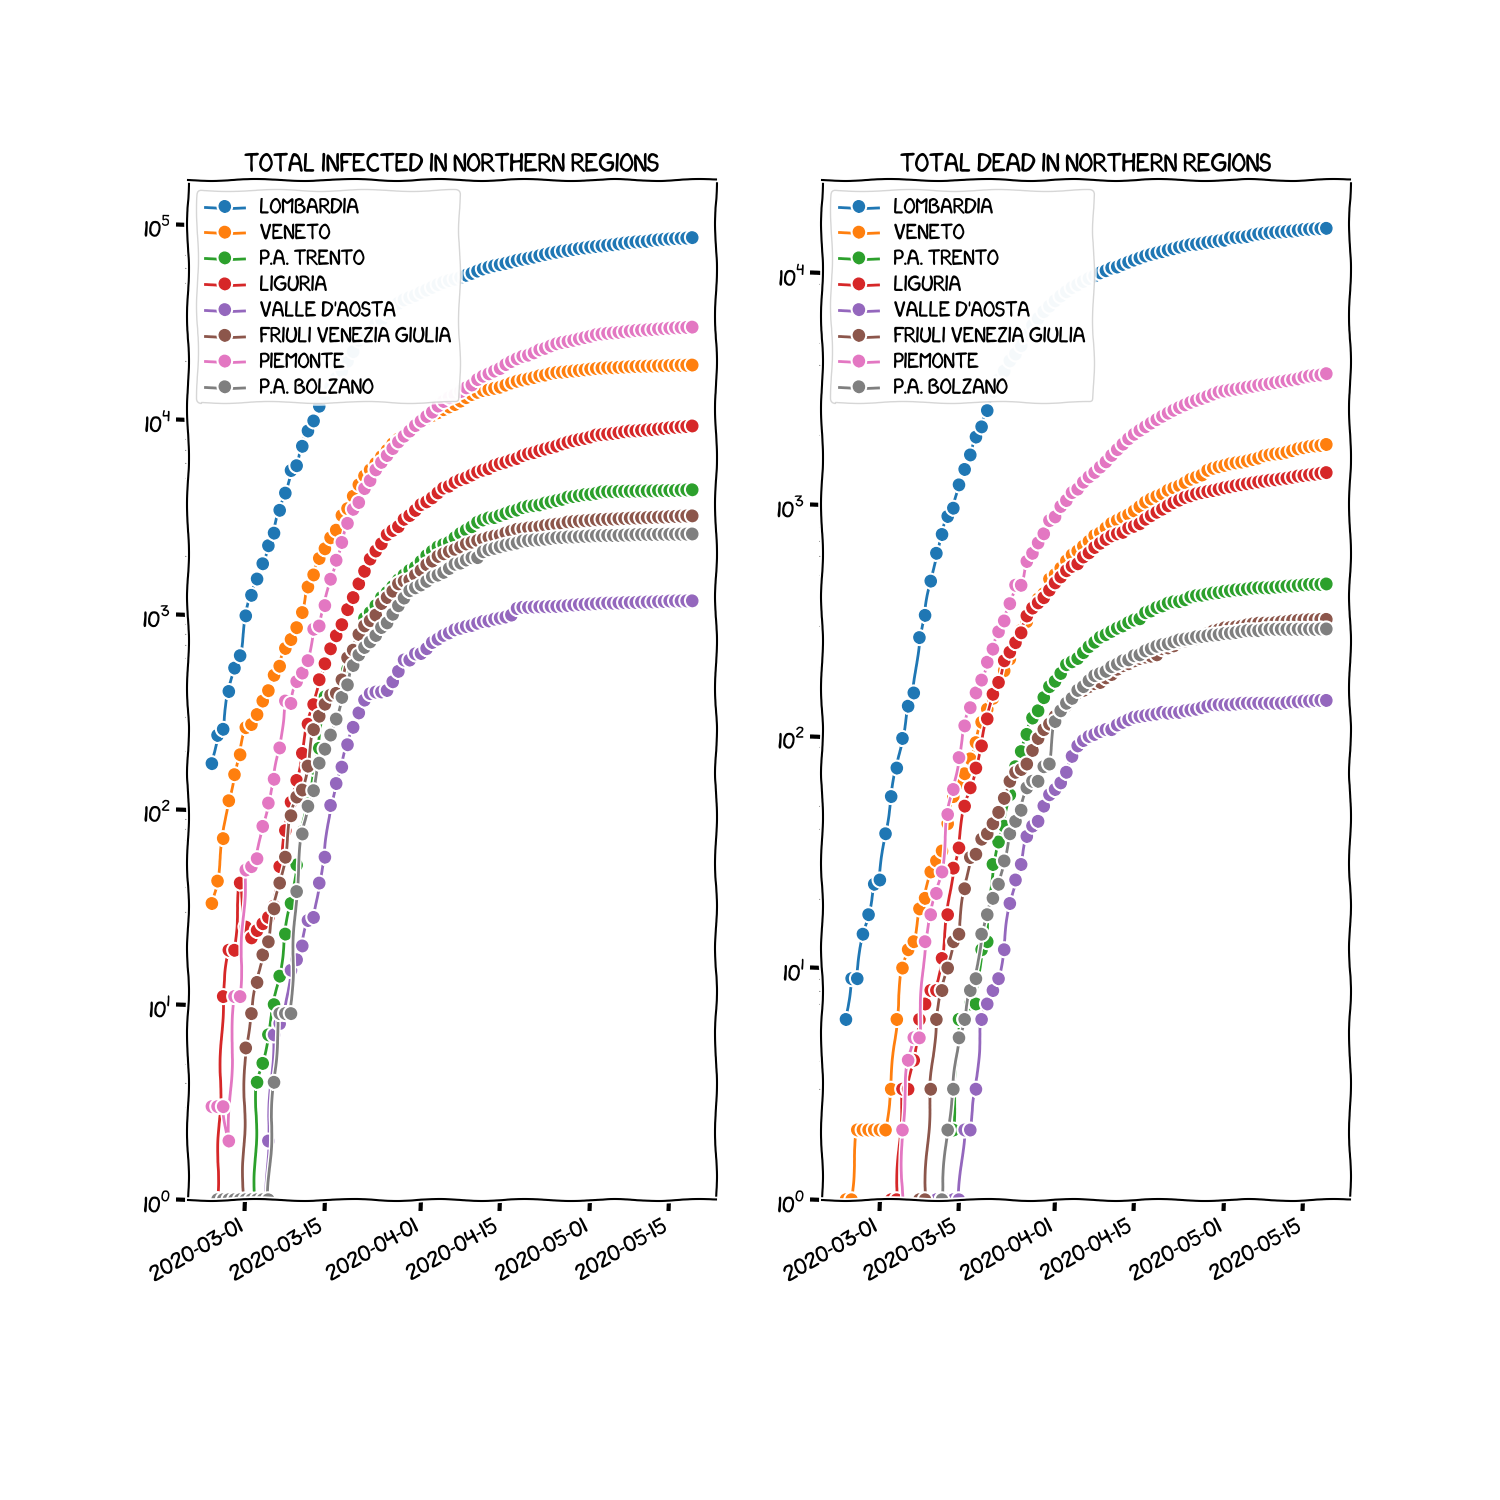 TOTAL INFECTED IN NORTHERN REGIONS
LOMBARDIA
VENETO
P.A. TRENTO
LIGURIA
VALLE D'AOSTA
FRIULI VENEZIA GIULIA
PIEMONTE
P.A. BOLZANO
10⁵
10⁴
10³
10²
10¹
10⁰
2020-03-01
2020-03-15
2020-04-01
2020-04-15
2020-05-01
2020-05-15
TOTAL DEAD IN NORTHERN REGIONS
LOMBARDIA
VENETO
P.A. TRENTO
LIGURIA
VALLE D'AOSTA
FRIULI VENEZIA GIULIA
PIEMONTE
P.A. BOLZANO
10⁴
10³
10²
10¹
10⁰
2020-03-01
2020-03-15
2020-04-01
2020-04-15
2020-05-01
2020-05-15